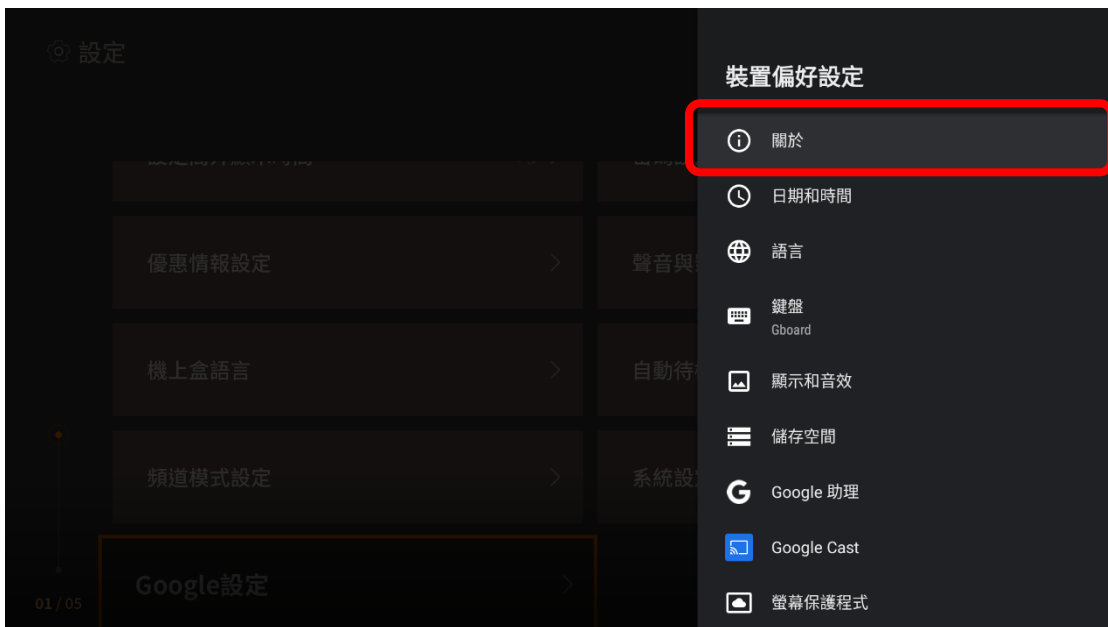 設定
優惠情報設定
機上盒語言
頻道模式設定
Google設定
01 / 05
聲音與
自動待
系統設
裝置偏好設定
關於
日期和時間
語言
鍵盤
Gboard
顯示和音效
儲存空間
Google 助理
Google Cast
螢幕保護程式